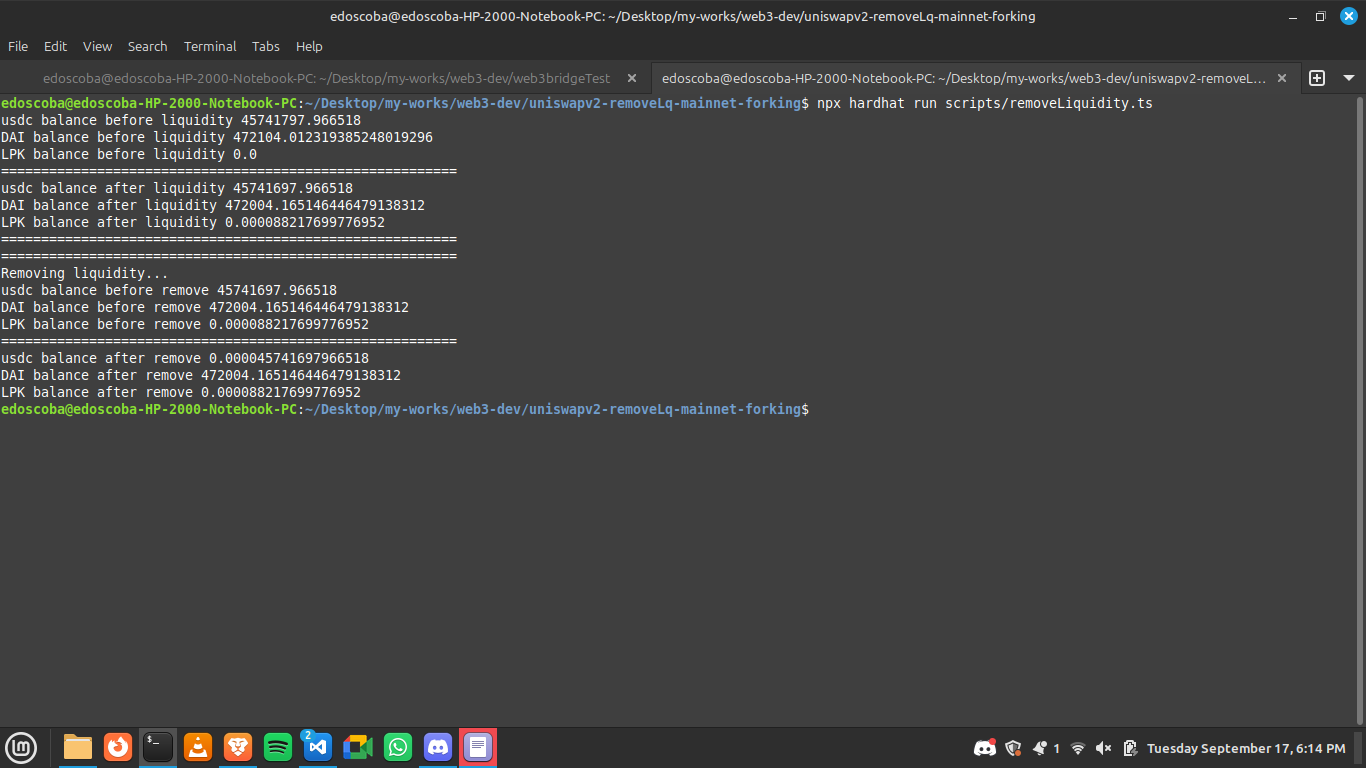 edoscoba@edoscoba-HP-2000-Notebook-PC: ~/Desktop/my-works/web3-dev/uniswapv2-removeLq-mainnet-forking
File Edit View Search Terminal Tabs Help
edoscoba@edoscoba-HP-2000-Notebook-PC: ~/Desktop/my-works/web3-dev/web3bridgeTest
edoscoba@edoscoba-HP-2000-Notebook-PC: ~/Desktop/my-works/web3-dev/uniswapv2-removeL...
edoscoba@edoscoba-HP-2000-Notebook-PC:~/Desktop/my-works/web3-dev/uniswapv2-removeLq-mainnet-forking$ npx hardhat run scripts/removeLiquidity.ts
usdc balance before liquidity 45741797.966518
DAI balance before liquidity 472104.012319385248019296
LPK balance before liquidity 0.0
=========================================================
usdc balance after liquidity 45741697.966518
DAI balance after liquidity 472004.165146446479138312
LPK balance after liquidity 0.000088217699776952
=========================================================
=========================================================
Removing liquidity...
usdc balance before remove 45741697.966518
DAI balance before remove 472004.165146446479138312
LPK balance before remove 0.000088217699776952
=========================================================
usdc balance after remove 0.000045741697966518
DAI balance after remove 472004.165146446479138312
LPK balance after remove 0.000088217699776952
edoscoba@edoscoba-HP-2000-Notebook-PC:~/Desktop/my-works/web3-dev/uniswapv2-removeLq-mainnet-forking$
$_
2
1
Tuesday September 17, 6:14 PM